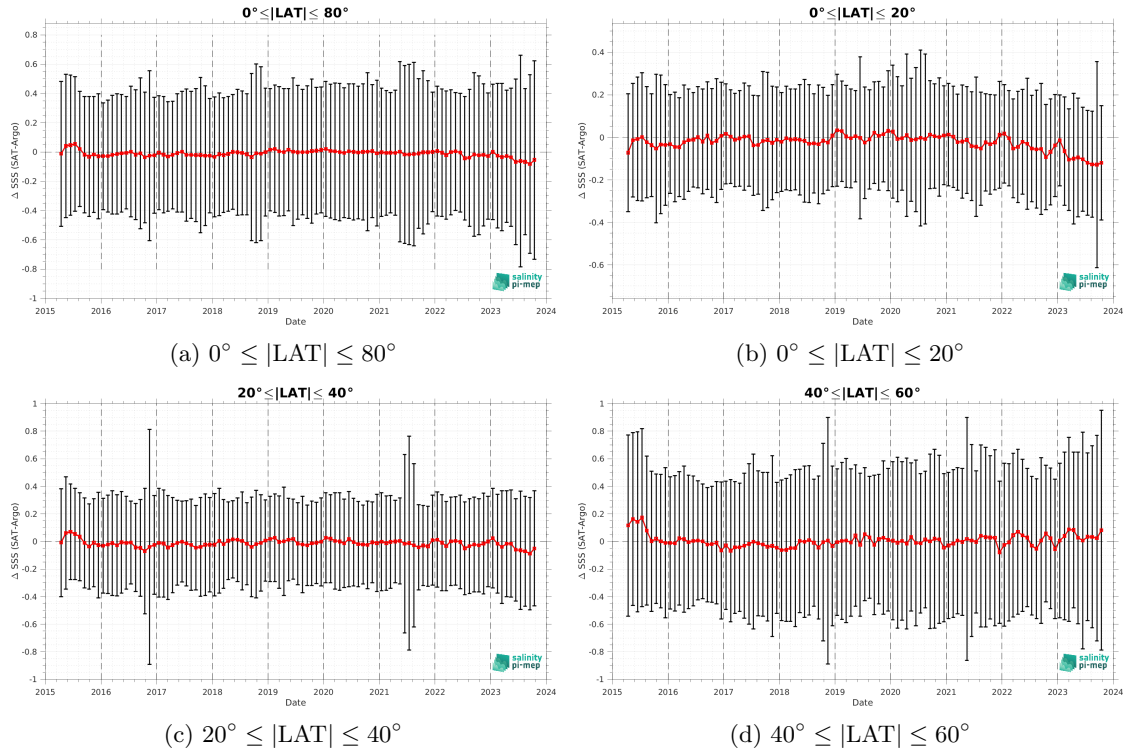 0°≤|LAT|≤ 80°
0.8
0.6
0.4
0.2
0
-0.2
-0.4
-0.6
-0.8
-1
Δ SSS (SAT-Argo)
2015 2016 2017 2018 2019 2020 2021 2022 2023 2024
Date
salinity
pi-mep
(a) 0° ≤ |LAT| ≤ 80°
0°≤|LAT|≤ 20°
0.4
0.2
0
-0.2
-0.4
-0.6
Δ SSS (SAT-Argo)
2015 2016 2017 2018 2019 2020 2021 2022 2023 2024
Date
salinity
pi-mep
(b) 0° ≤ |LAT| ≤ 20°
20°≤|LAT|≤ 40°
1
0.8
0.6
0.4
0.2
0
-0.2
-0.4
-0.6
-0.8
-1
Δ SSS (SAT-Argo)
2015 2016 2017 2018 2019 2020 2021 2022 2023 2024
Date
salinity
pi-mep
(c) 20° ≤ |LAT| ≤ 40°
40°≤|LAT|≤ 60°
1
0.8
0.6
0.4
0.2
0
-0.2
-0.4
-0.6
-0.8
-1
Δ SSS (SAT-Argo)
2015 2016 2017 2018 2019 2020 2021 2022 2023 2024
Date
salinity
pi-mep
(d) 40° ≤ |LAT| ≤ 60°